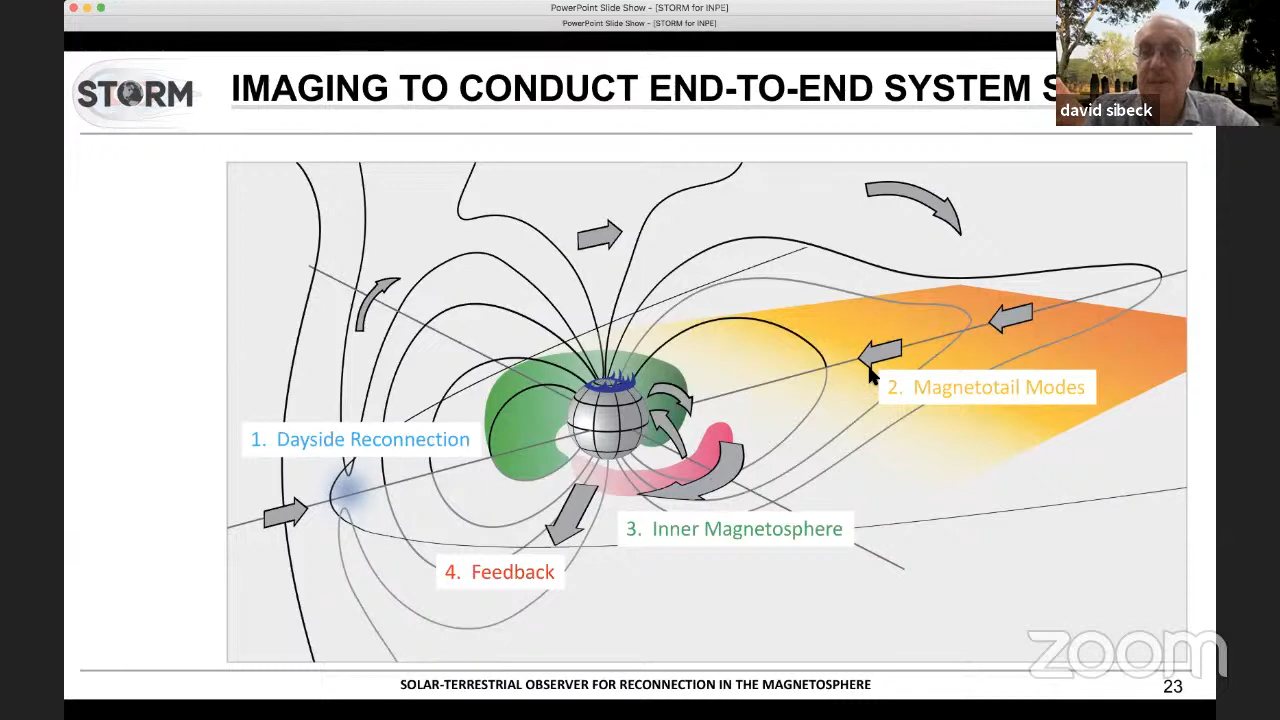 PowerPoint Slide Show - [STORM for INPE]
PowerPoint Slide Show - [STORM for INPE]
STORM
IMAGING TO CONDUCT END-TO-END SYSTEM
david sibeck
2. Magnetotail Modes
1. Dayside Reconnection
3. Inner Magnetosphere
4. Feedback
zoom
SOLAR-TERRESTRIAL OBSERVER FOR RECONNECTION IN THE MAGNETOSPHERE
23